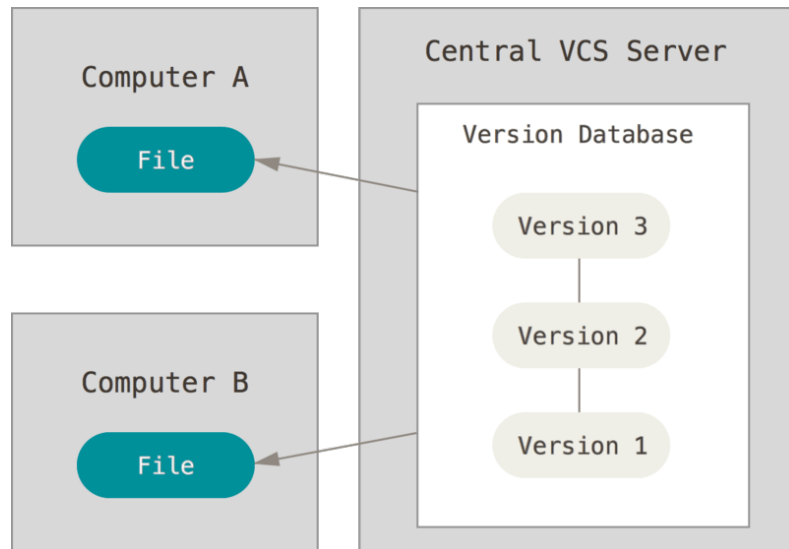 Computer A
File
Computer B
File
Central VCS Server
Version Database
Version 3
Version 2
Version 1